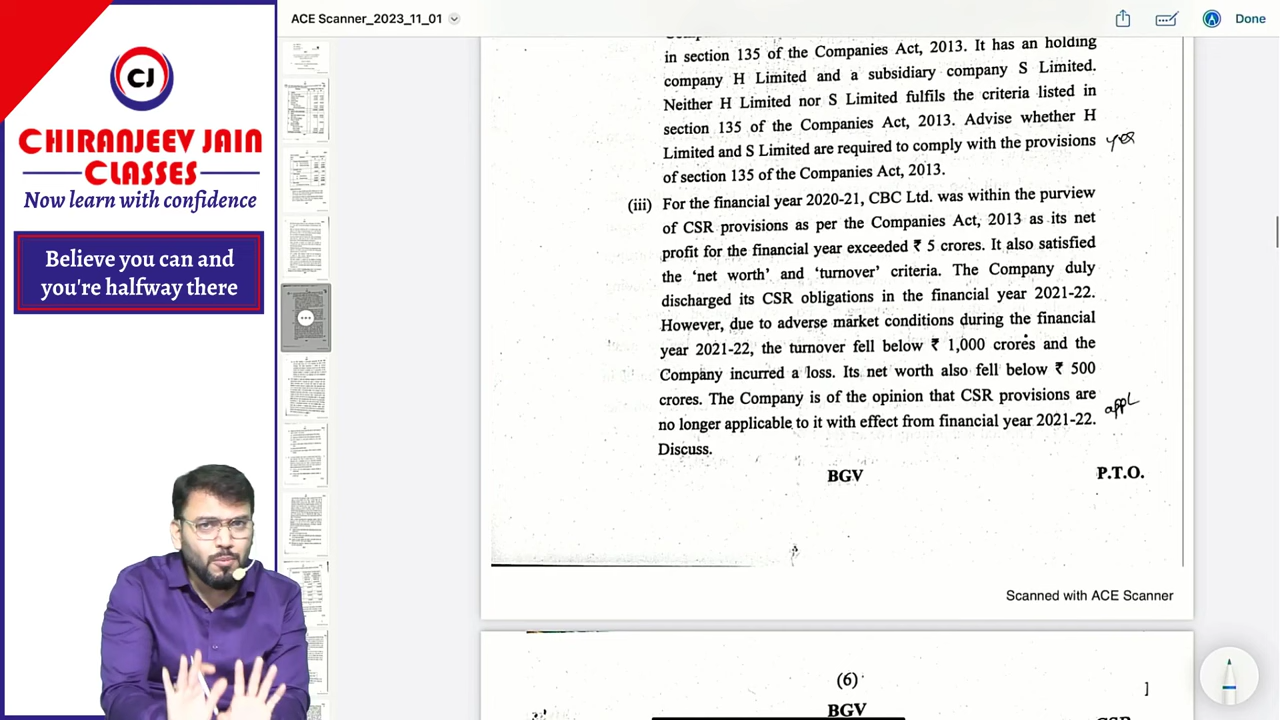 ACE Scanner_2023_11_01
Done
CJ
CHIRANJEEV JAIN
CLASSES
Now learn with confidence
Believe you can and
you're halfway there
in section 135 of the Companies Act, 2013. It has an holding
company H Limited and a subsidiary company S Limited.
Neither H Limited nor S Limited satisfy the criteria listed in
section 135 of the Companies Act, 2013. Advise whether H
Limited and S Limited are required to comply with the provisions
of section 135 of the Companies Act, 2013.
yes
(iii) For the financial year 2020-21, CBC Ltd. was within the purview
of CSR provisions as per the Companies Act, 2013 as its net
profit for the financial year exceeded ₹ 5 crores. It also satisfied
the ‘net worth’ and ‘turnover’ criteria. The Company duly
discharged its CSR obligations in the financial year 2021-22.
However, due to adverse market conditions during the financial
year 2021-22, the turnover fell below ₹ 1,000 crores and the
Company incurred a loss. Its net worth also fell below ₹ 500
crores. The Company is of the opinion that CSR provisions are
no longer applicable to it with effect from financial year 2021-22.
appl
Discuss.
BGV
P.T.O.
Scanned with ACE Scanner
(6)
BGV